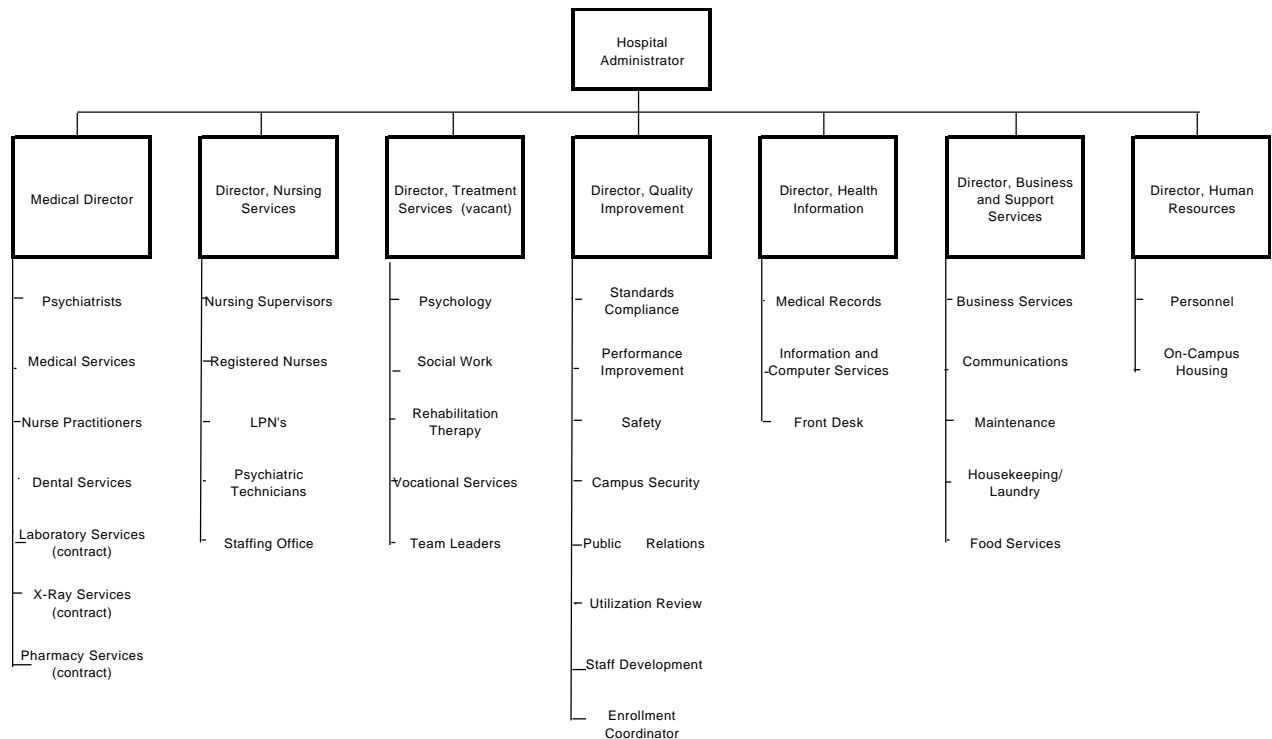 Hospital
Administrator
Medical Director
Director, Nursing
Services
Director, Treatment
Services (vacant)
Director, Quality
Improvement
Director, Health
Information
Director, Business
and Support
Services
Director, Human
Resources
Psychiatrists
Medical Services
Nurse Practitioners
Dental Services
Laboratory Services
(contract)
X-Ray Services
(contract)
Pharmacy Services
(contract)
Nursing Supervisors
Registered Nurses
LPN's
Psychiatric
Technicians
Staffing Office
Psychology
Social Work
Rehabilitation
Therapy
Vocational Services
Team Leaders
Standards
Compliance
Performance
Improvement
Safety
Campus Security
Public Relations
Utilization Review
Staff Development
Enrollment
Coordinator
Medical Records
Information and
Computer Services
Front Desk
Business Services
Communications
Maintenance
Housekeeping/
Laundry
Food Services
Personnel
On-Campus
Housing